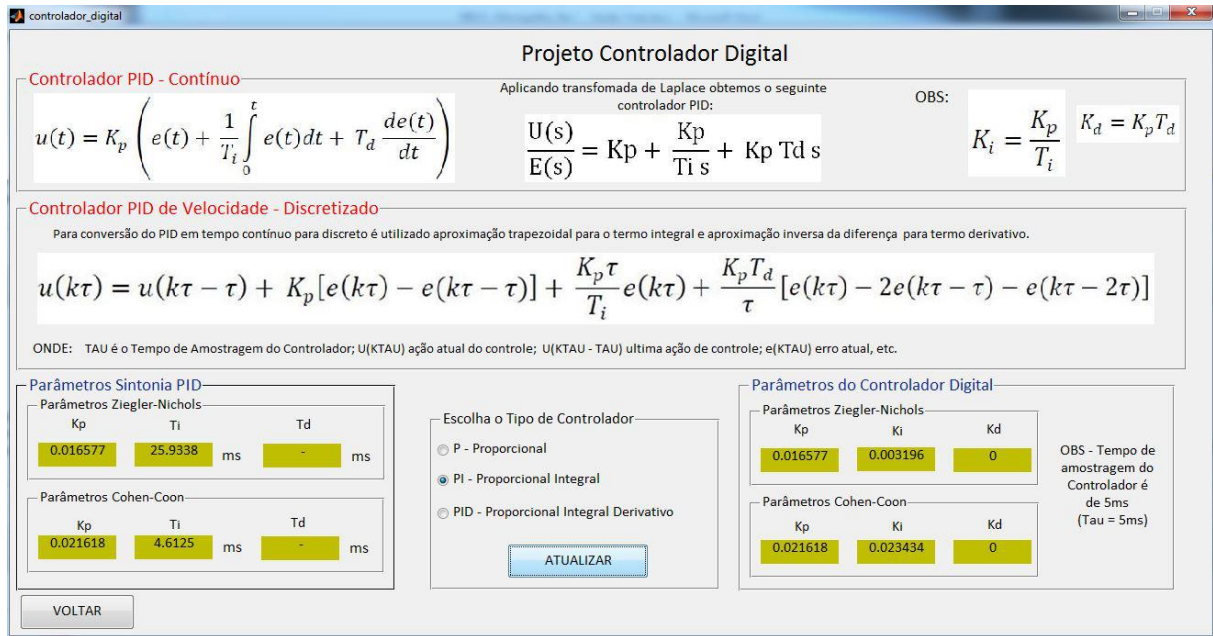 controlador_digital
Projeto Controlador Digital
Controlador PID - Contínuo
u(t) = K_p ( e(t) + 1/T_i ∫_0^t e(t)dt + T_d de(t)/dt )
Aplicando transfomada de Laplace obtemos o seguinte
controlador PID:
U(s)/E(s) = Kp + Kp/Ti s + Kp Td s
OBS:
K_i = K_p/T_i
K_d = K_pT_d
Controlador PID de Velocidade - Discretizado
Para conversão do PID em tempo contínuo para discreto é utilizado aproximação trapezoidal para o termo integral e aproximação inversa da diferença para termo derivativo.
u(kτ) = u(kτ − τ) + K_p[e(kτ) − e(kτ − τ)] + K_pτ/T_i e(kτ) + K_pT_d/τ [e(kτ) − 2e(kτ − τ) − e(kτ − 2τ)]
ONDE: TAU é o Tempo de Amostragem do Controlador; U(KTAU) ação atual do controle; U(KTAU - TAU) ultima ação de controle; e(KTAU) erro atual, etc.
Parâmetros Sintonia PID
Parâmetros Ziegler-Nichols
Kp Ti Td
0.016577 25.9338 ms - ms
Parâmetros Cohen-Coon
Kp Ti Td
0.021618 4.6125 ms - ms
Escolha o Tipo de Controlador
P - Proporcional
PI - Proporcional Integral
PID - Proporcional Integral Derivativo
ATUALIZAR
Parâmetros do Controlador Digital
Parâmetros Ziegler-Nichols
Kp Ki Kd
0.016577 0.003196 0
Parâmetros Cohen-Coon
Kp Ki Kd
0.021618 0.023434 0
OBS - Tempo de
amostragem do
Controlador é
de 5ms
(Tau = 5ms)
VOLTAR